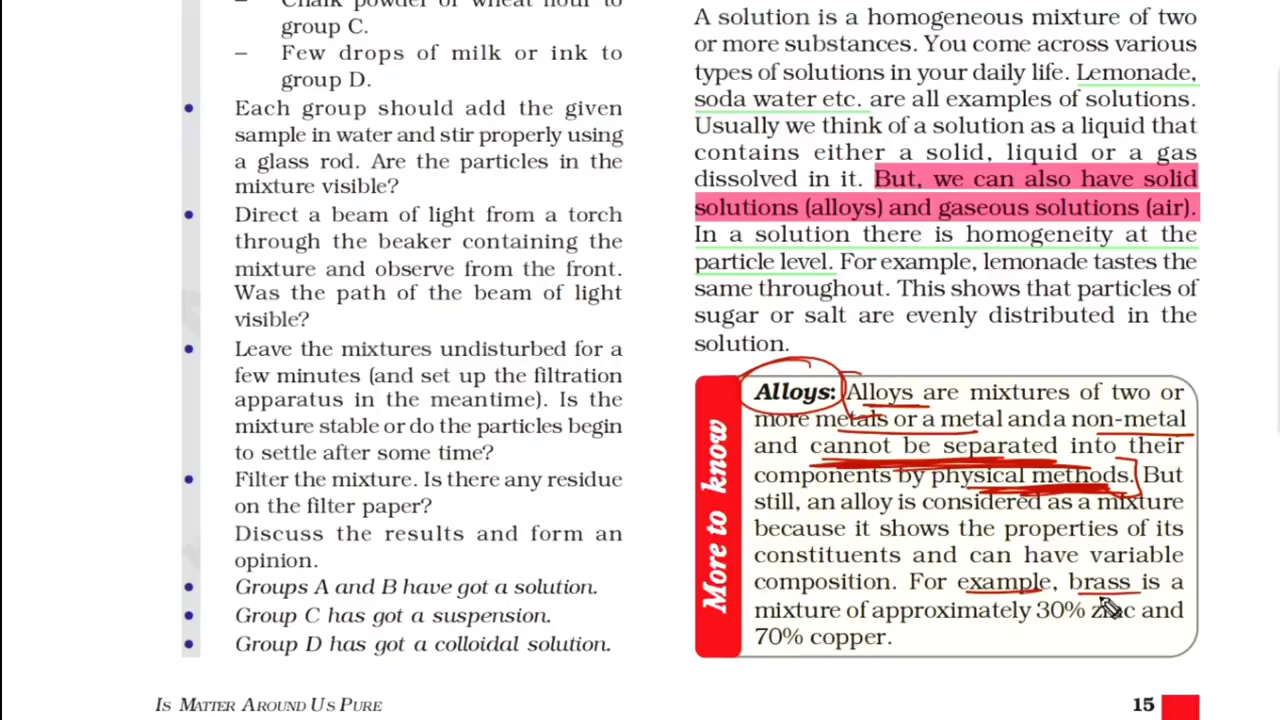 Chalk powder or wheat flour to
group C.
– Few drops of milk or ink to
group D.
• Each group should add the given
sample in water and stir properly using
a glass rod. Are the particles in the
mixture visible?
• Direct a beam of light from a torch
through the beaker containing the
mixture and observe from the front.
Was the path of the beam of light
visible?
• Leave the mixtures undisturbed for a
few minutes (and set up the filtration
apparatus in the meantime). Is the
mixture stable or do the particles begin
to settle after some time?
• Filter the mixture. Is there any residue
on the filter paper?
Discuss the results and form an
opinion.
• Groups A and B have got a solution.
• Group C has got a suspension.
• Group D has got a colloidal solution.
A solution is a homogeneous mixture of two
or more substances. You come across various
types of solutions in your daily life. Lemonade,
soda water etc. are all examples of solutions.
Usually we think of a solution as a liquid that
contains either a solid, liquid or a gas
dissolved in it. But, we can also have solid
solutions (alloys) and gaseous solutions (air).
In a solution there is homogeneity at the
particle level. For example, lemonade tastes the
same throughout. This shows that particles of
sugar or salt are evenly distributed in the
solution.
More to know
Alloys: Alloys are mixtures of two or
more metals or a metal and a non-metal
and cannot be separated into their
components by physical methods. But
still, an alloy is considered as a mixture
because it shows the properties of its
constituents and can have variable
composition. For example, brass is a
mixture of approximately 30% zinc and
70% copper.
IS MATTER AROUND US PURE
15